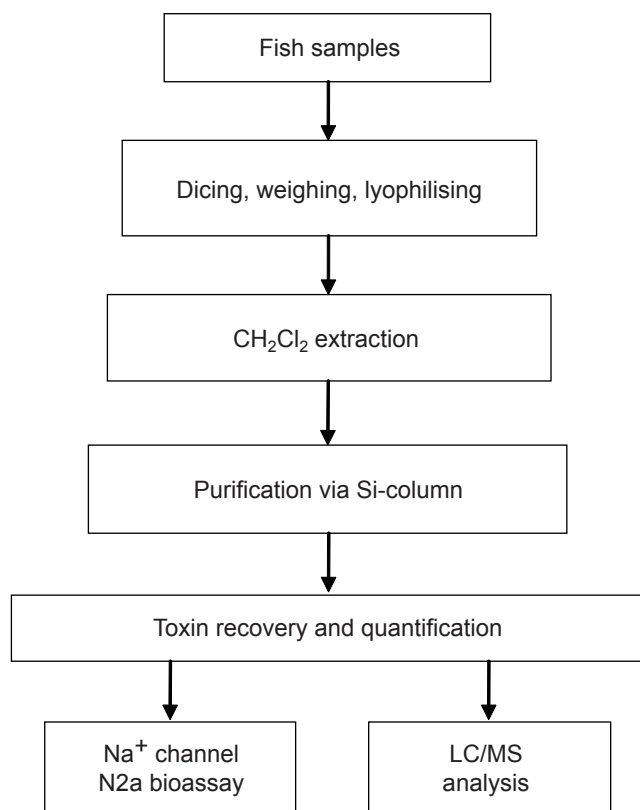 Fish samples
Dicing, weighing, lyophilising
CH₂Cl₂ extraction
Purification via Si-column
Toxin recovery and quantification
Na⁺ channel
N2a bioassay
LC/MS
analysis